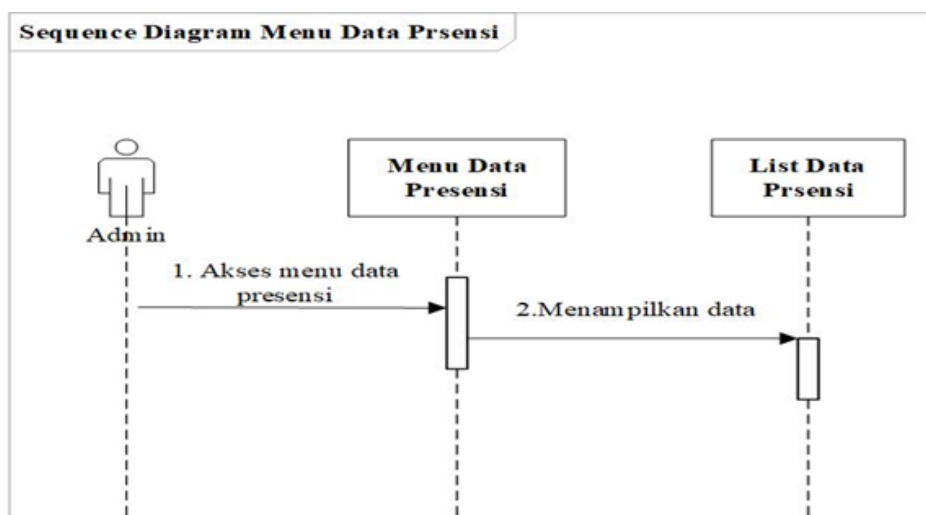 Sequence Diagram Menu Data Prsensi
Menu Data
Presensi
List Data
Prsensi
Admin
1. Akses menu data
presensi
2.Menampilkan data